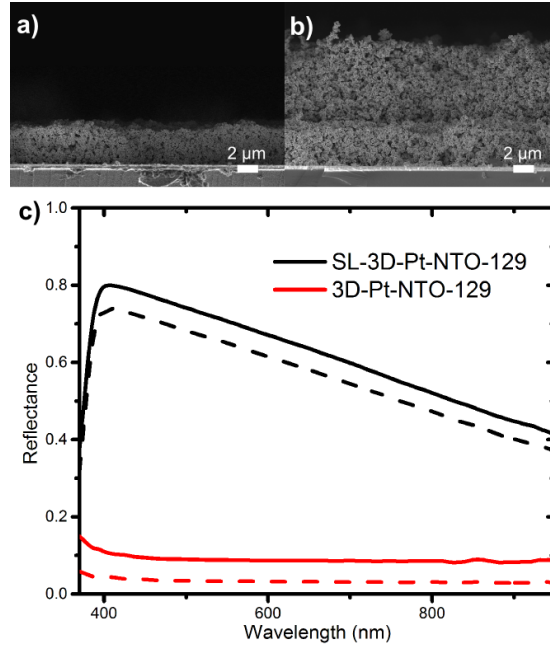 a)
b)
2 μm
2 μm
c)
1.0
0.8
0.6
0.4
0.2
0.0
Reflectance
SL-3D-Pt-NTO-129
3D-Pt-NTO-129
400
600
800
Wavelength (nm)